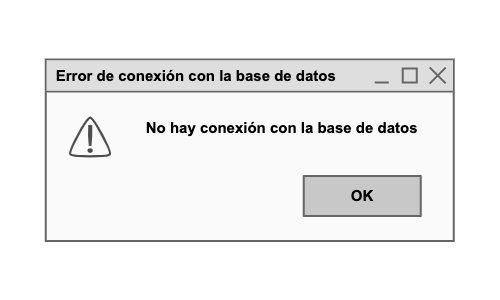 Error de conexión con la base de datos
No hay conexión con la base de datos
OK